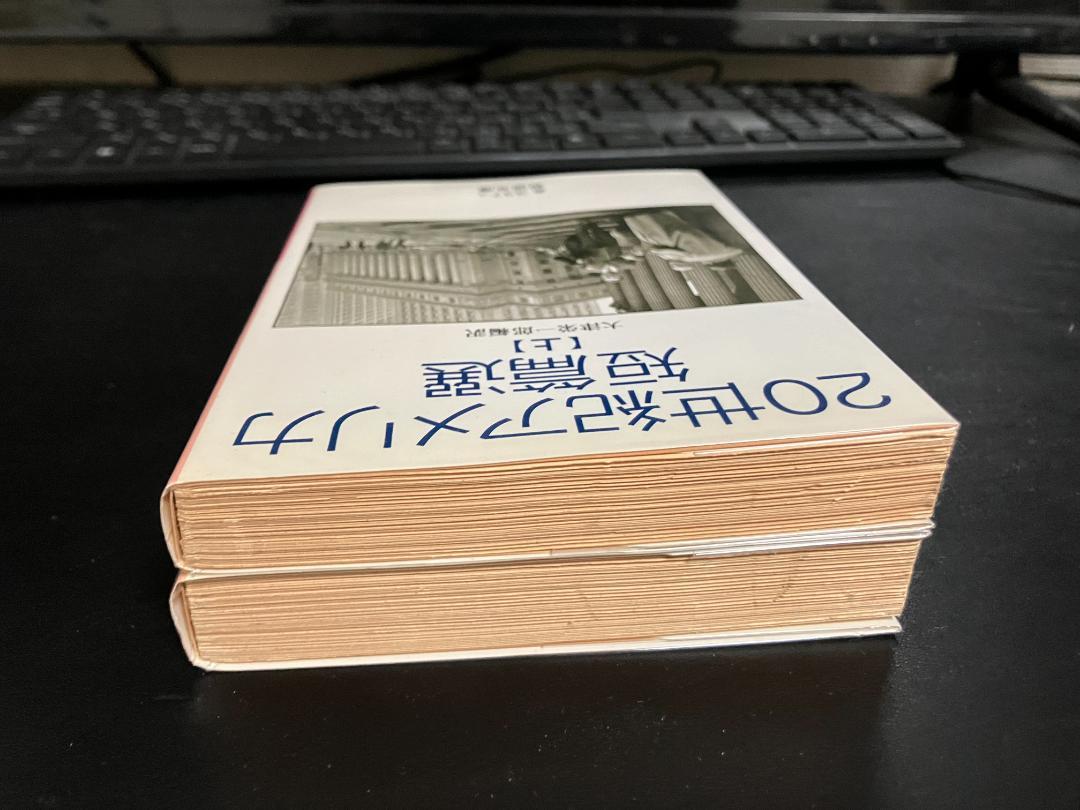 20世紀アメリカ
短篇選
【上】
大津栄一郎編訳